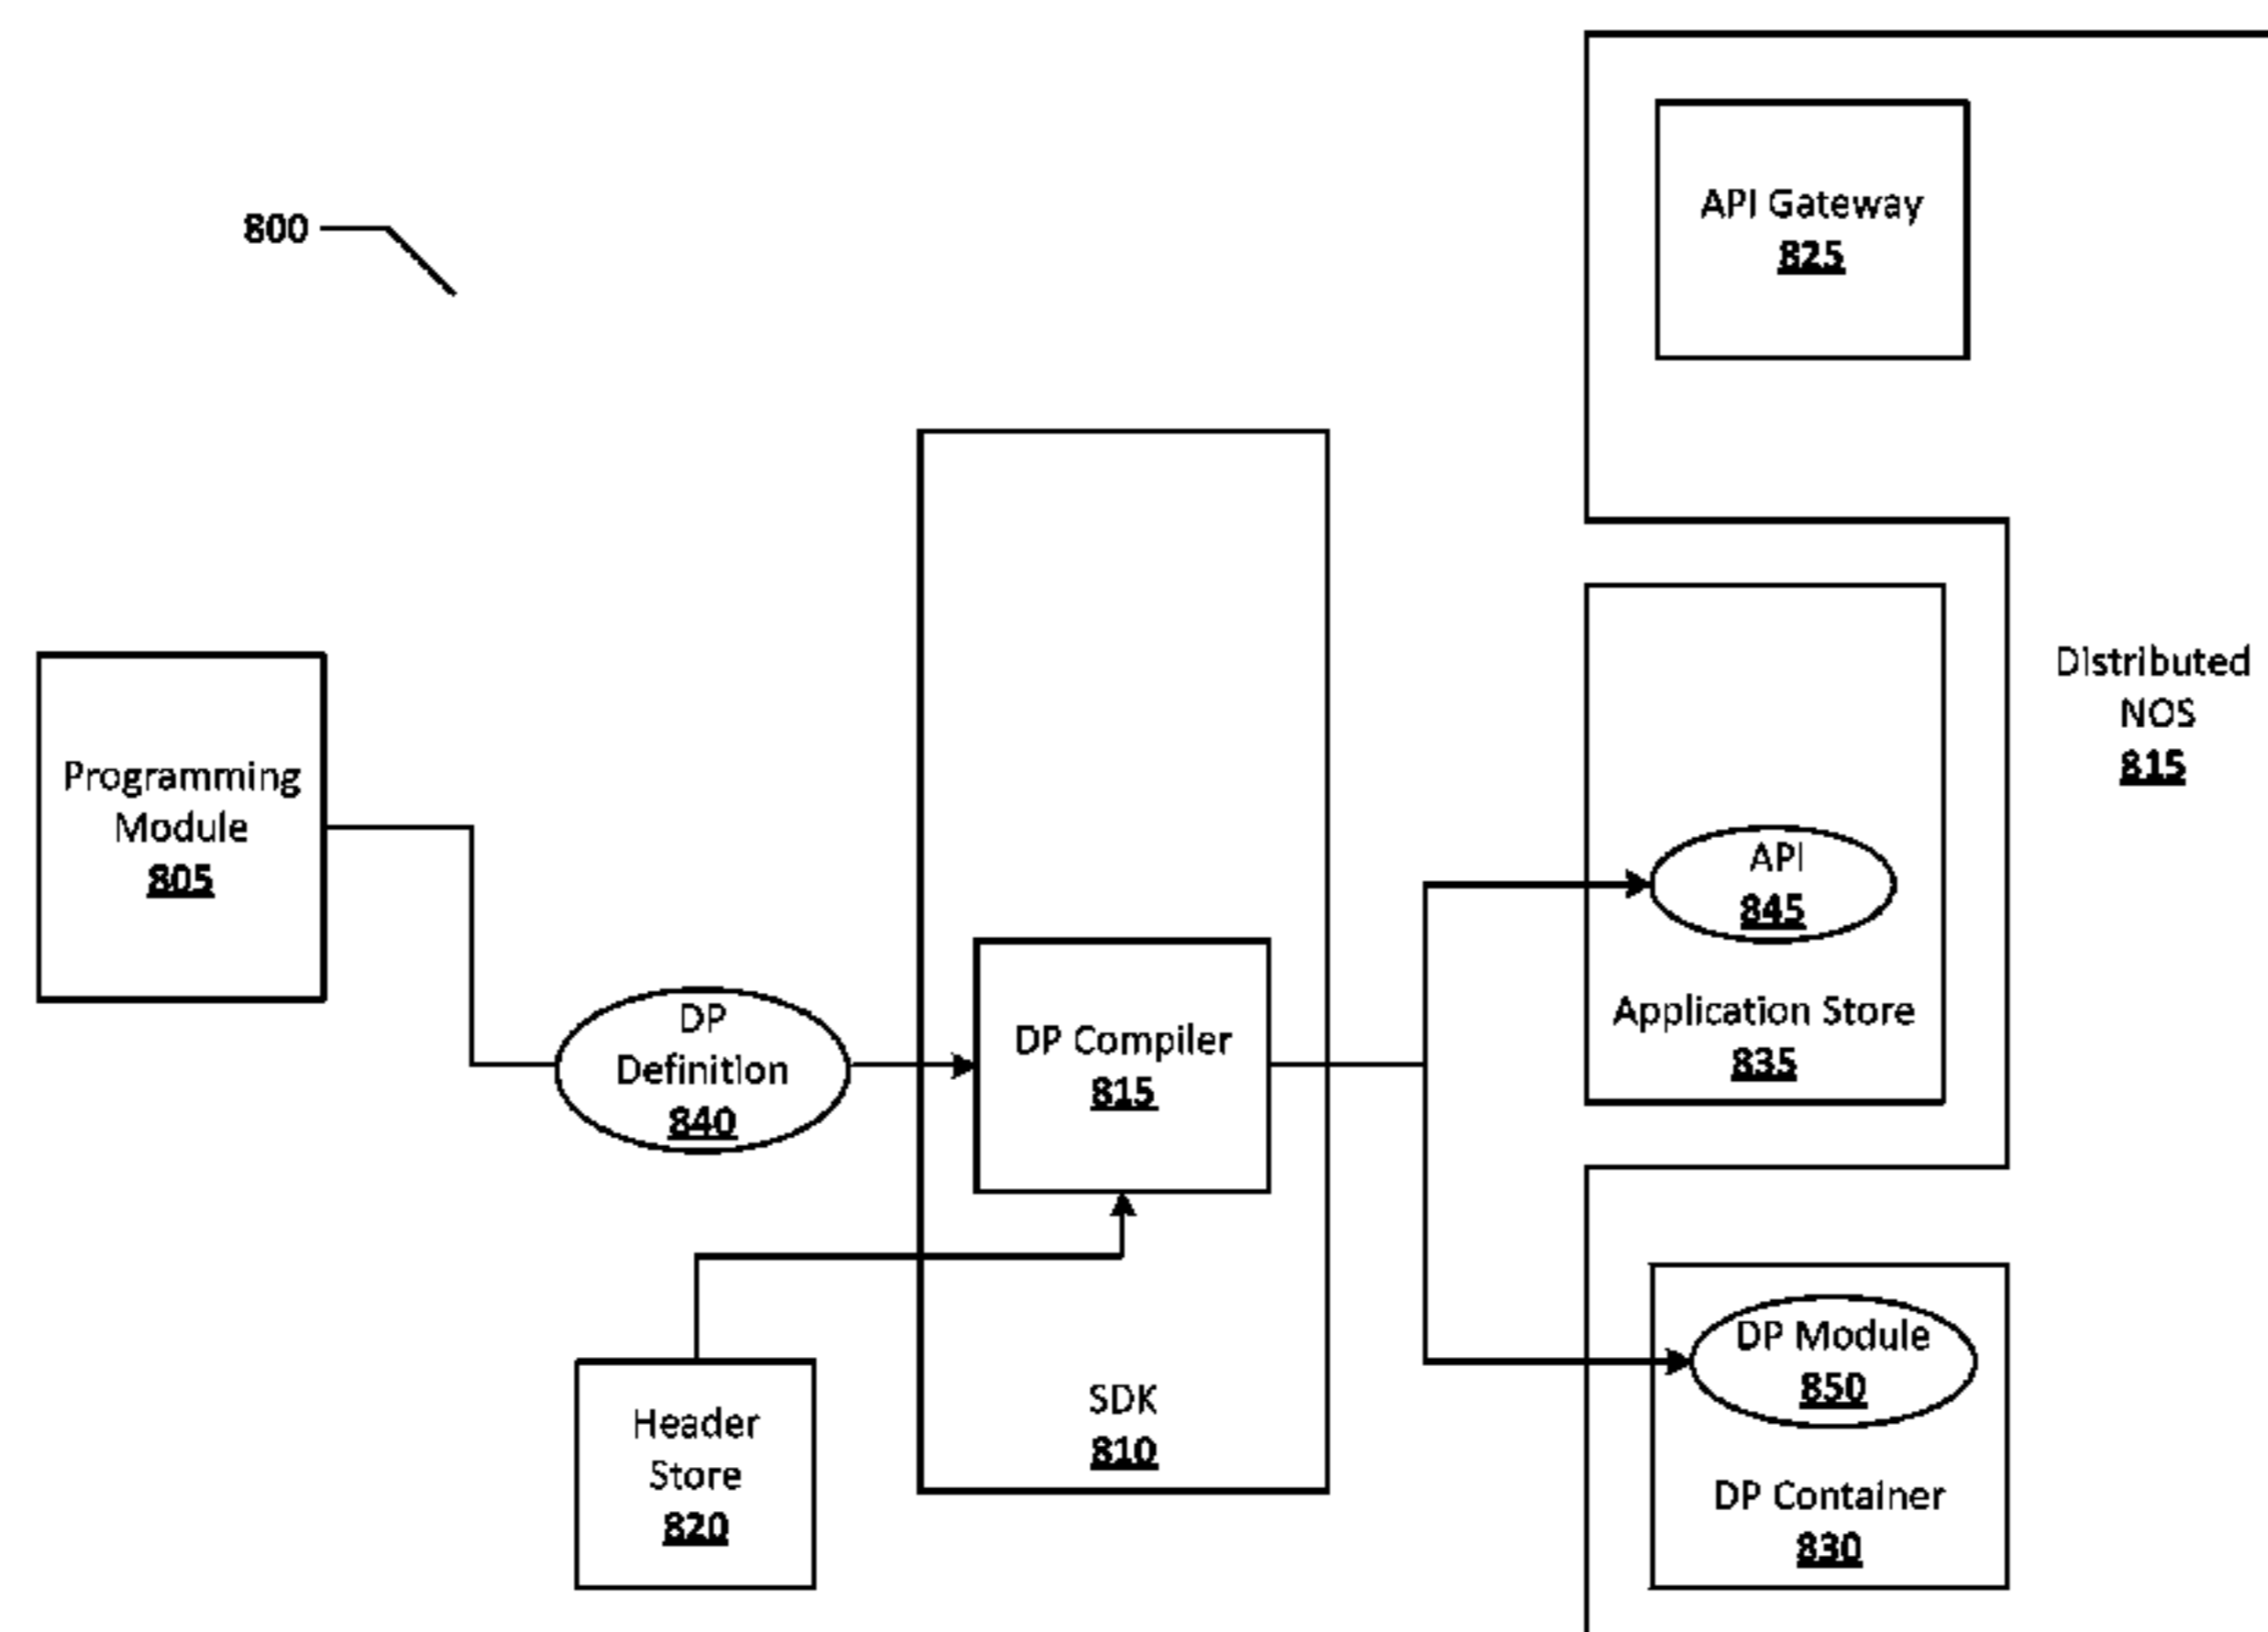 API Gateway
825
800
Distributed
NOS
815
Programming
Module
805
API
845
Application Store
835
DP
Definition
840
DP Compiler
815
DP Module
850
SDK
810
Header
Store
820
DP Container
830